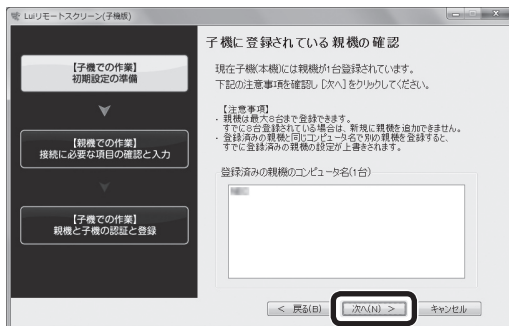 Luiリモートスクリーン(子機版)
子機に登録されている親機の確認
【子機での作業】
初期設定の準備
【親機での作業】
接続に必要な項目の確認と入力
【子機での作業】
親機と子機の認証と登録
現在子機(本機)には親機が1台登録されています。
下記の注意事項を確認し [次へ]をクリックしてください。
【注意事項】
・親機は最大8台まで登録できます。
すでに8台登録されている場合は、新規に親機を追加できません。
・登録済みの親機と同じコンピュータ名で別の親機を登録すると、
すでに登録済みの親機の設定が上書きされます。
登録済みの親機のコンピュータ名(1台)
< 戻る(B)
次へ(N) >
キャンセル